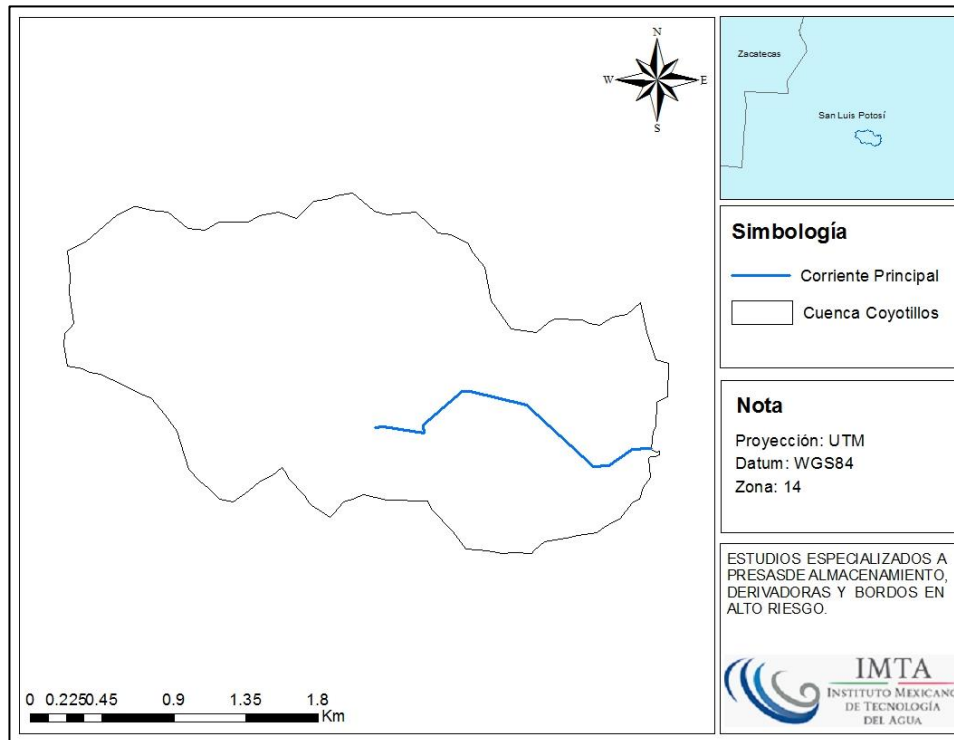 N
W E
S
0 0.2250.45 0.9 1.35 1.8
Km
Zacatecas
San Luis Potosí
Simbología
Corriente Principal
Cuenca Coyotillos
Nota
Proyección: UTM
Datum: WGS84
Zona: 14
ESTUDIOS ESPECIALIZADOS A
PRESASDE ALMACENAMIENTO,
DERIVADORAS Y BORDOS EN
ALTO RIESGO.
IMTA
INSTITUTO MEXICANO
DE TECNOLOGÍA
DEL AGUA